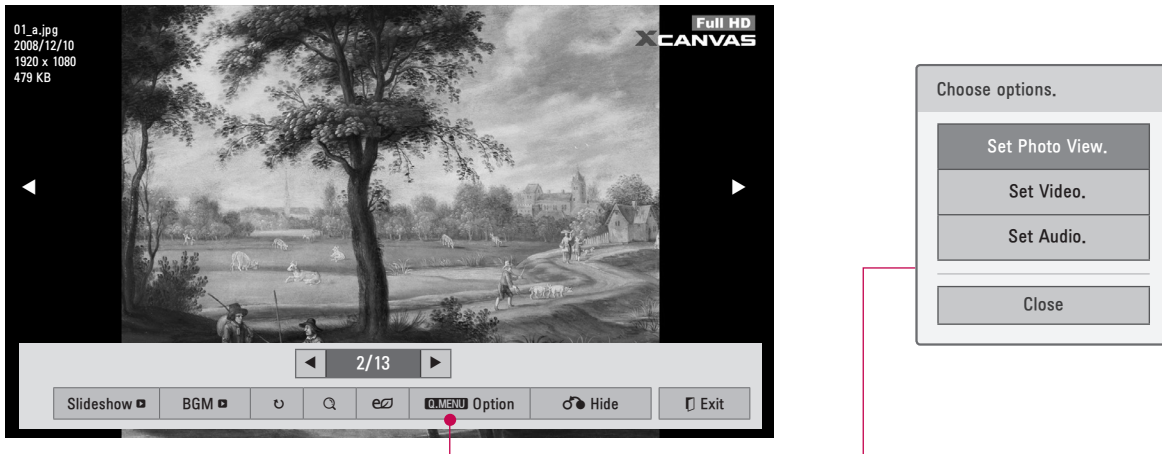 01_a.jpg
2008/12/10
1920 x 1080
479 KB
Full HD
XCANVAS
2/13
Slideshow
BGM
Q.MENU Option
Hide
Exit
Choose options.
Set Photo View.
Set Video.
Set Audio.
Close